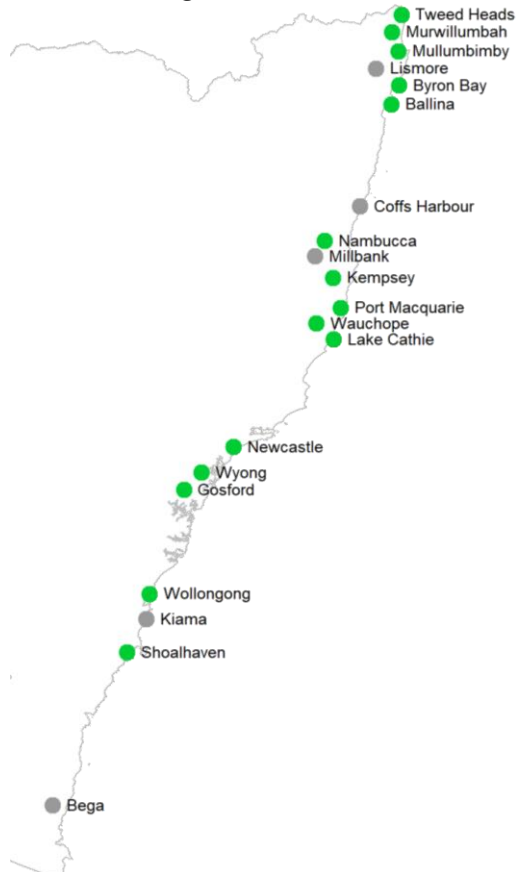 Tweed Heads
Murwillumbah
Mullumbimby
Lismore
Byron Bay
Ballina
Coffs Harbour
Nambucca
Millbank
Kempsey
Port Macquarie
Wauchope
Lake Cathie
Newcastle
Wyong
Gosford
Wollongong
Kiama
Shoalhaven
Bega